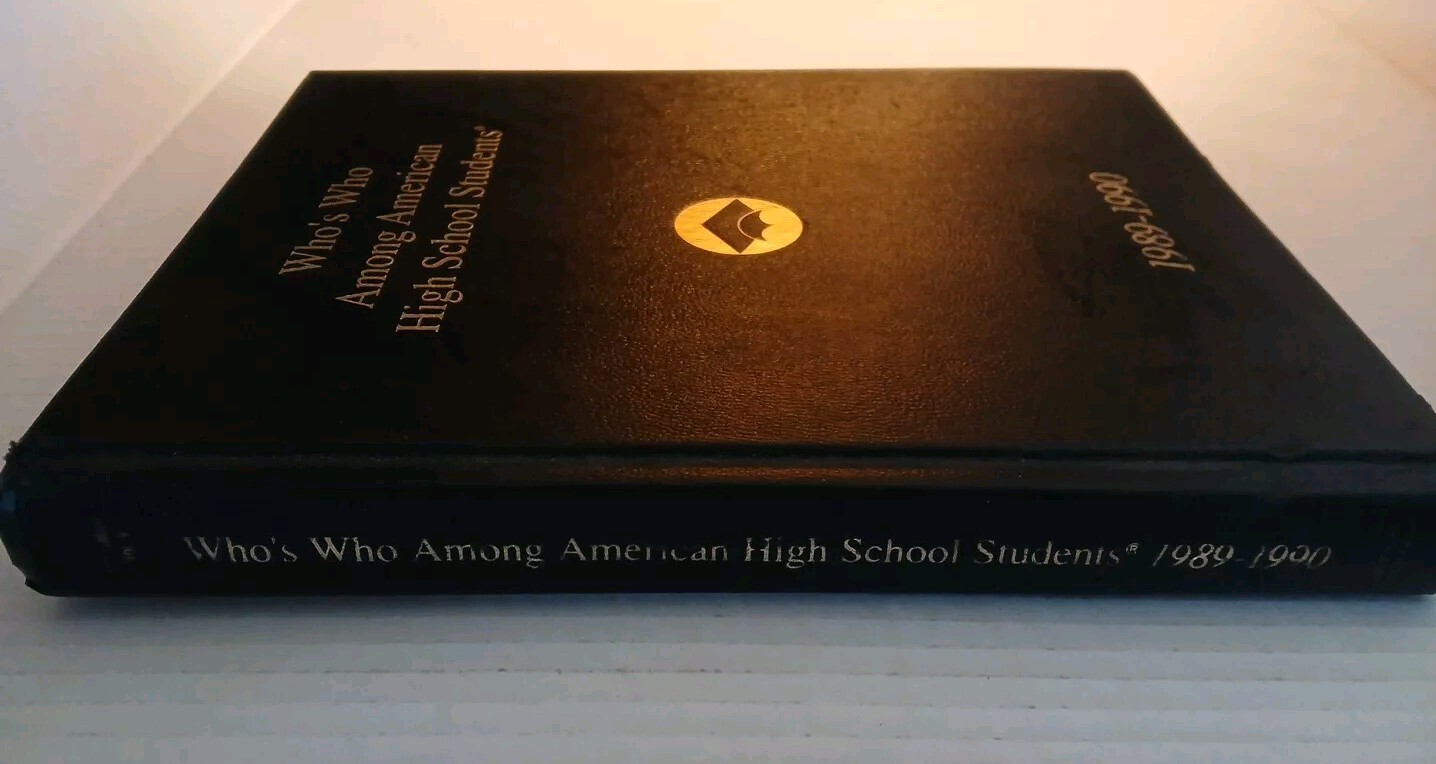 Who's Who
Among American
High School Students®
1989-1990
Who's Who Among American High School Students® 1989-1990